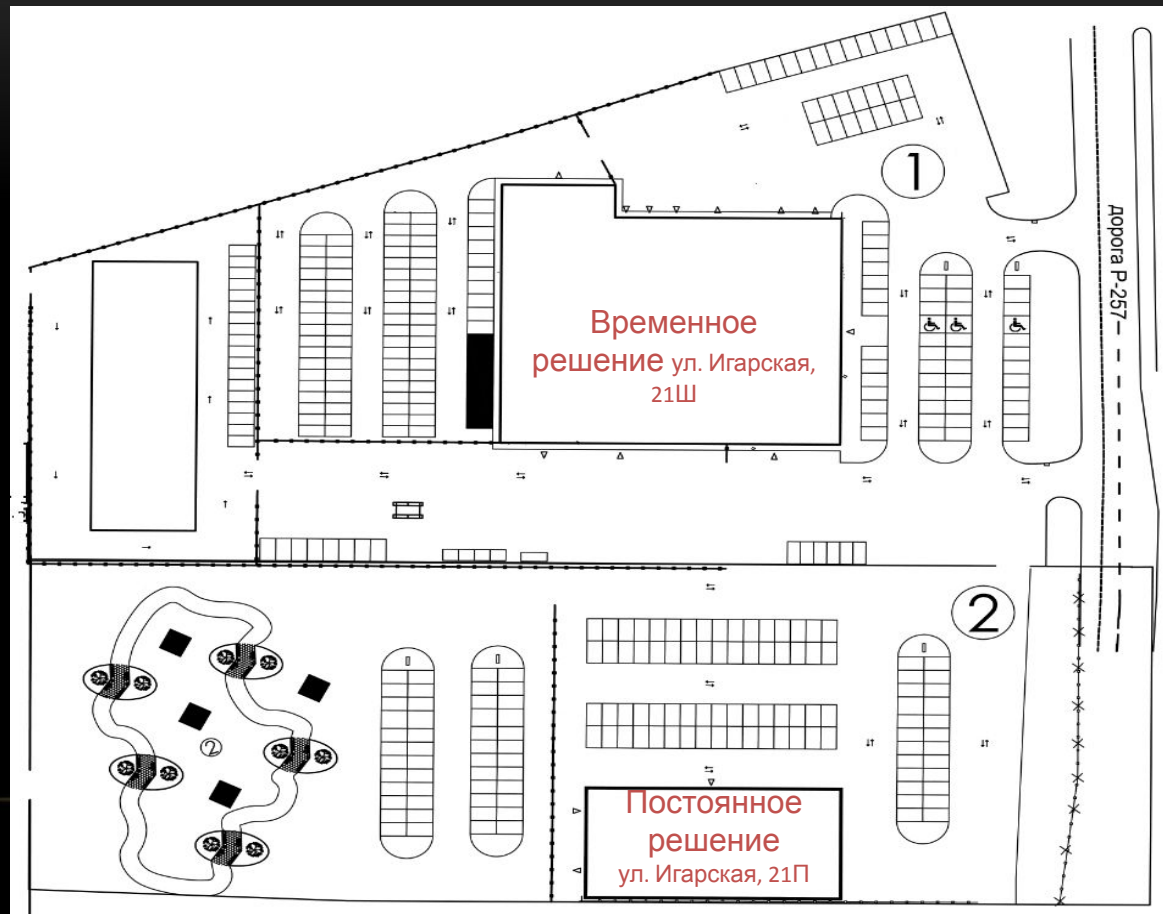 1
дорога Р-257
Временное
решение ул. Игарская,
21Ш
2
2
Постоянное
решение
ул. Игарская, 21П